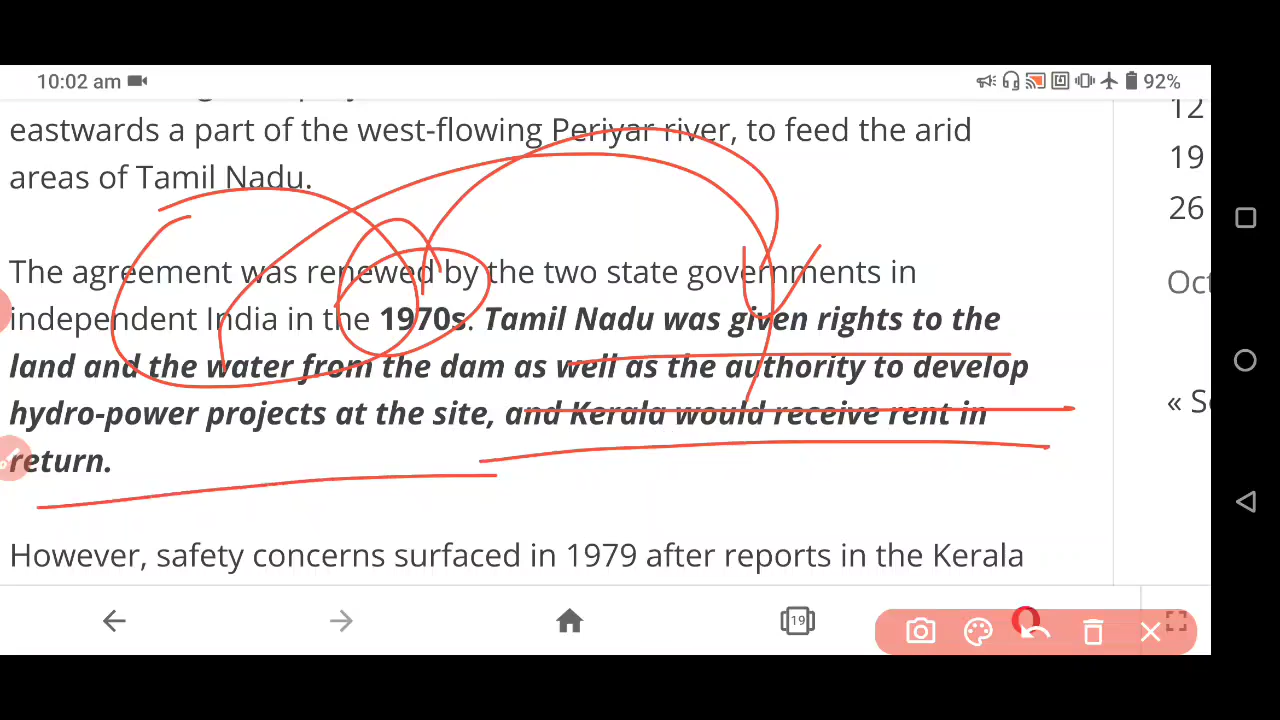 10:02 am
92%
eastwards a part of the west-flowing Periyar river, to feed the arid
areas of Tamil Nadu.
The agreement was renewed by the two state governments in
independent India in the 1970s. Tamil Nadu was given rights to the
land and the water from the dam as well as the authority to develop
hydro-power projects at the site, and Kerala would receive rent in
return.
However, safety concerns surfaced in 1979 after reports in the Kerala
12
19
26
Oct
« S
19